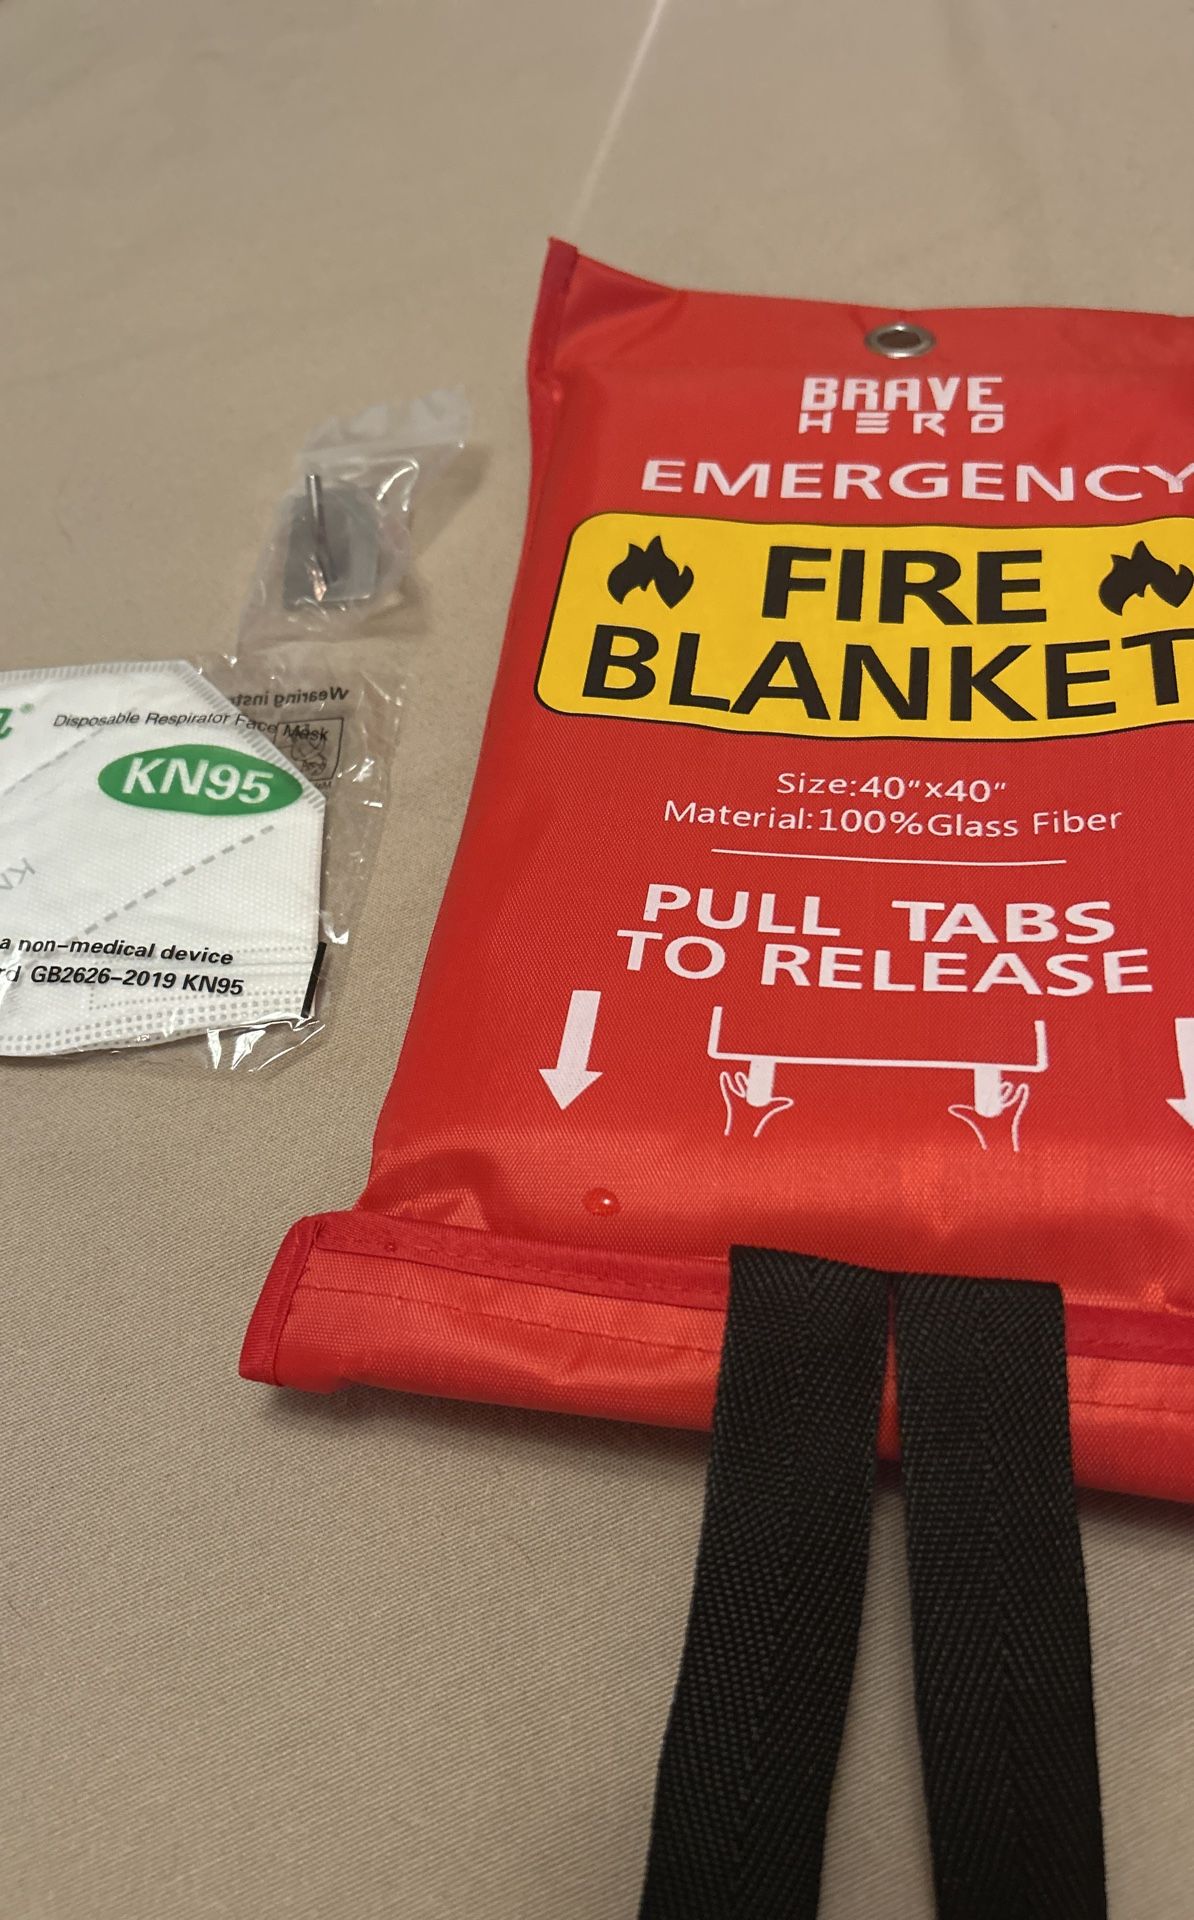 BRAVE
HERO
EMERGENCY
FIRE
BLANKET
Size:40"x40"
Material:100%Glass Fiber
PULL TABS
TO RELEASE
Wearing
Disposable Respirator Face Mask
KN95
a non-medical device
GB2626-2019 KN95